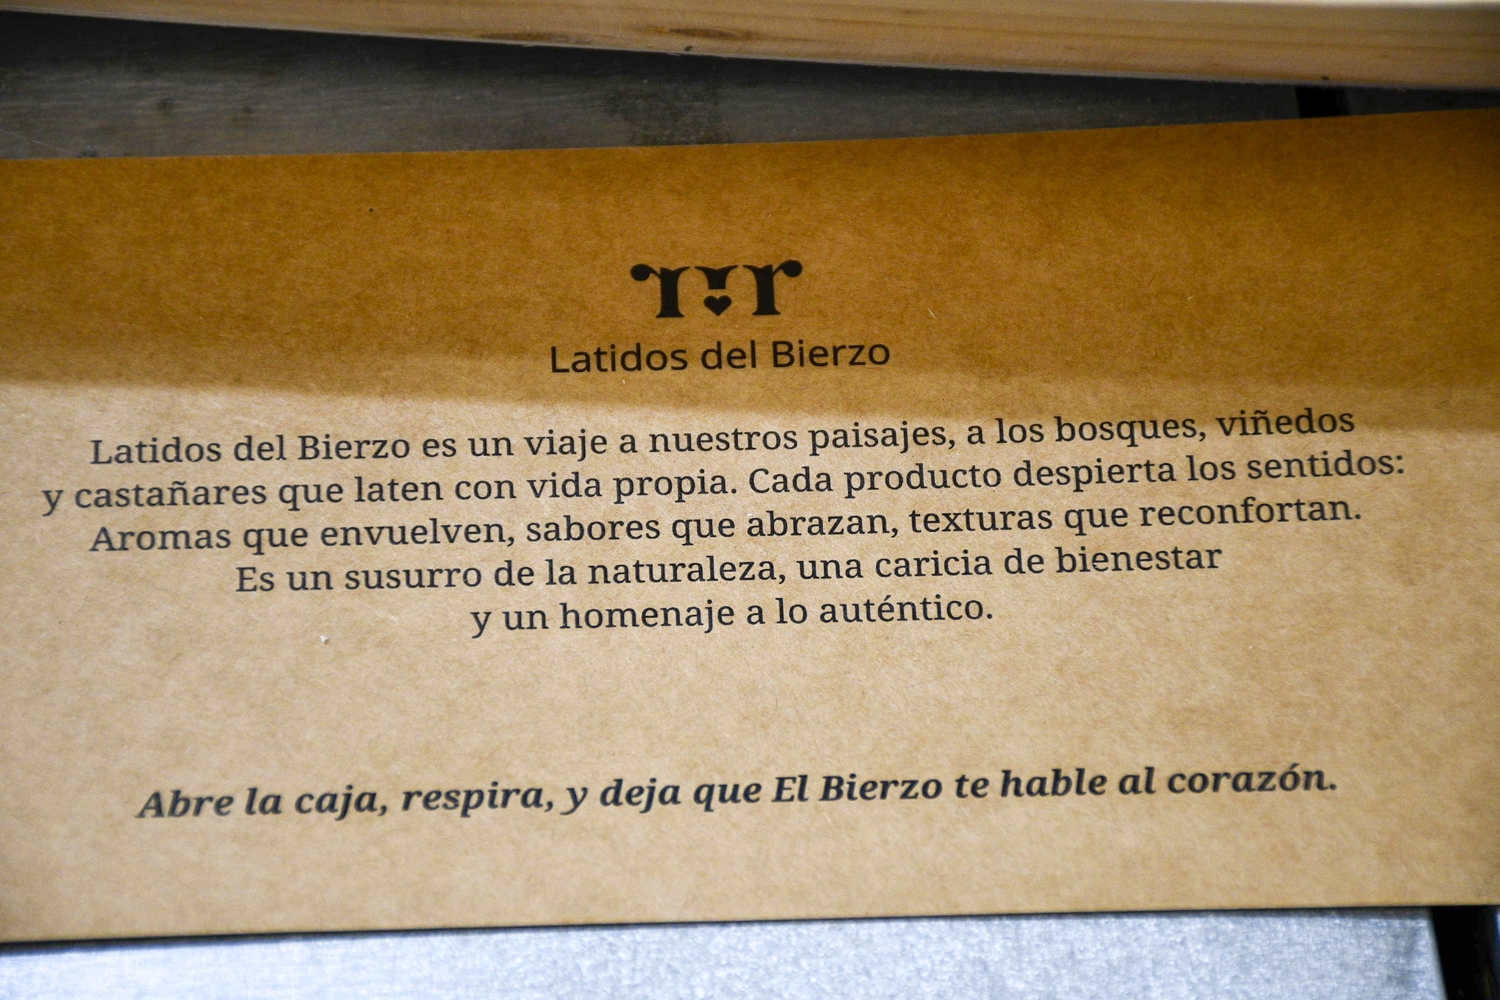 Latidos del Bierzo
Latidos del Bierzo es un viaje a nuestros paisajes, a los bosques, viñedos
y castañares que laten con vida propia. Cada producto despierta los sentidos:
Aromas que envuelven, sabores que abrazan, texturas que reconfortan.
Es un susurro de la naturaleza, una caricia de bienestar
y un homenaje a lo auténtico.
Abre la caja, respira, y deja que El Bierzo te hable al corazón.